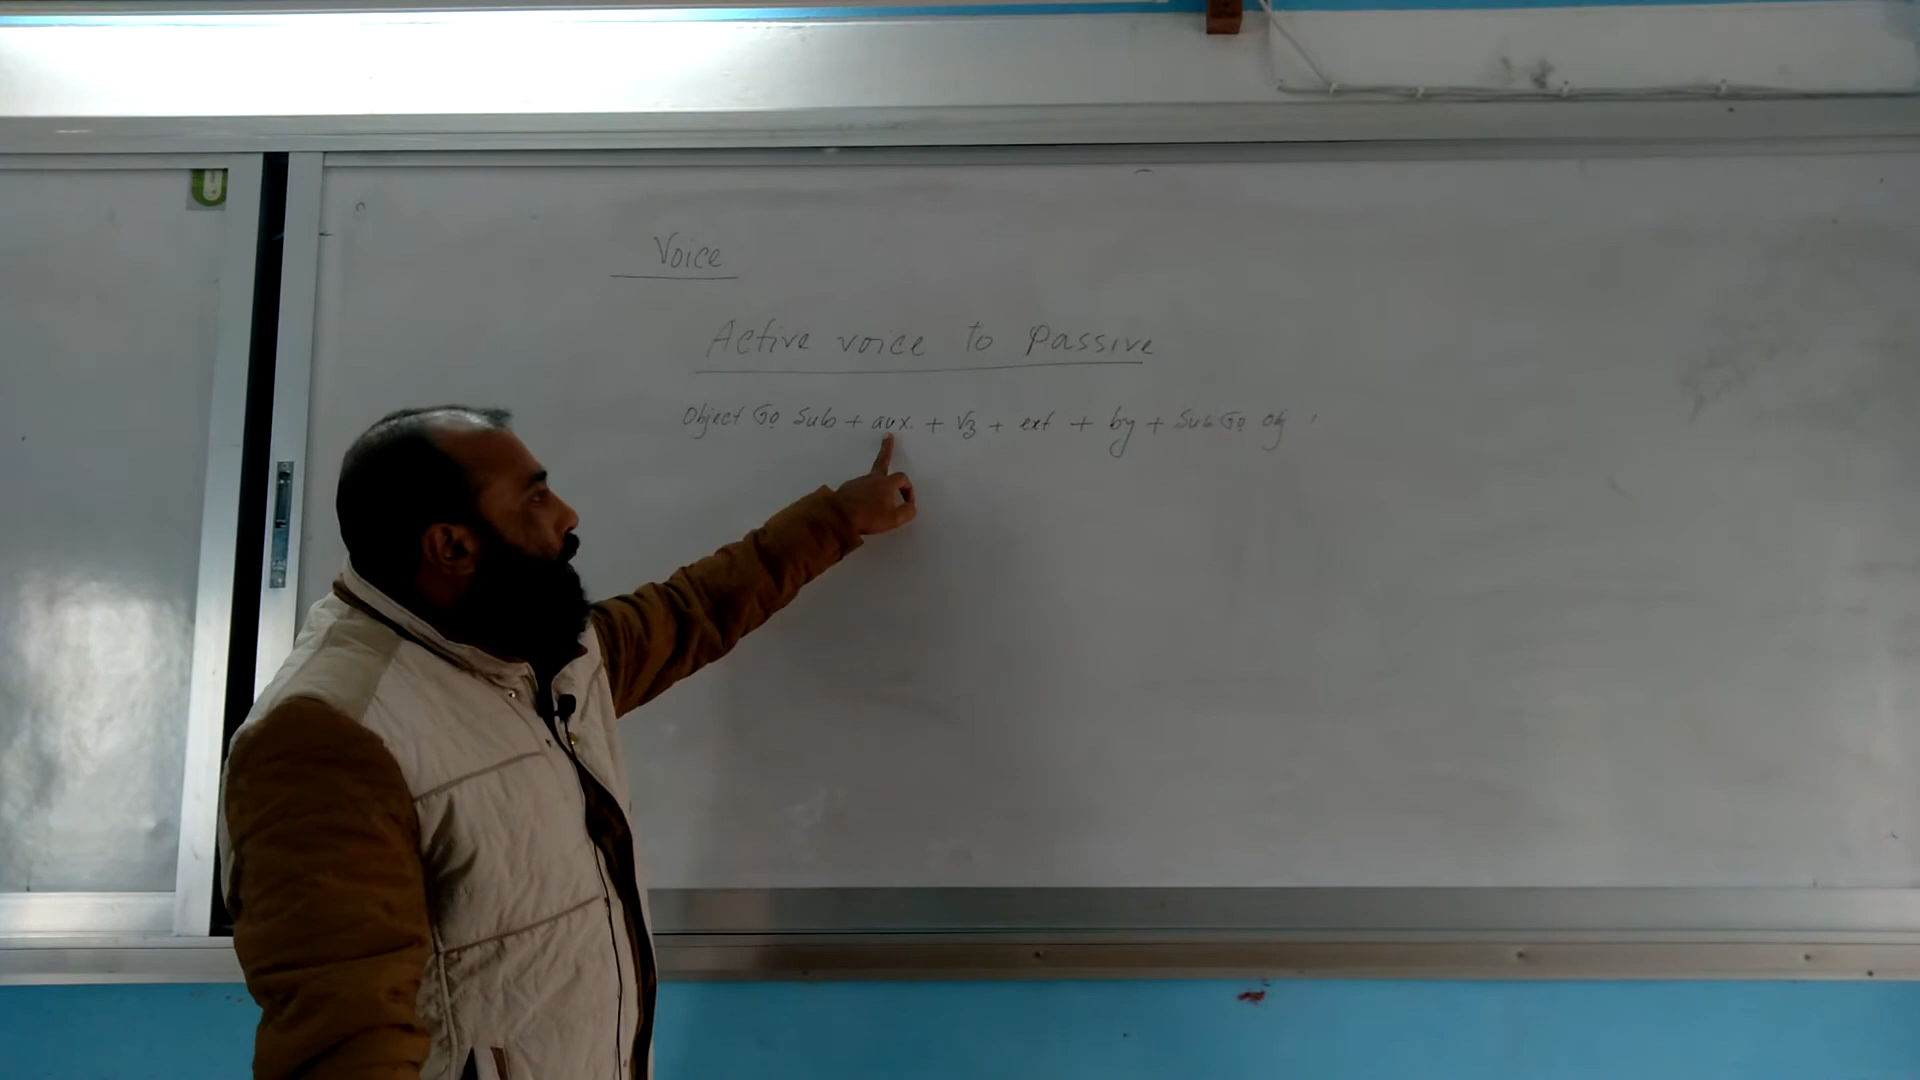 Voice
Active voice to Passive
Object Go Sub + aux. + V3 + ext + by + Sub Go Obj